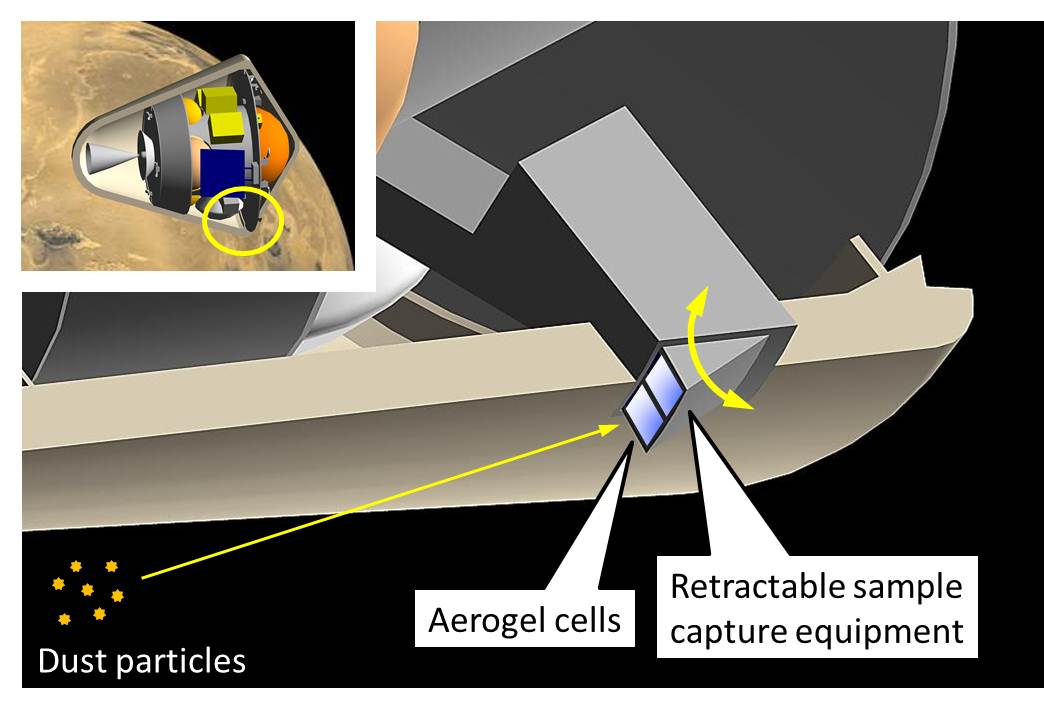 Aerogel cells
Retractable sample
capture equipment
Dust particles